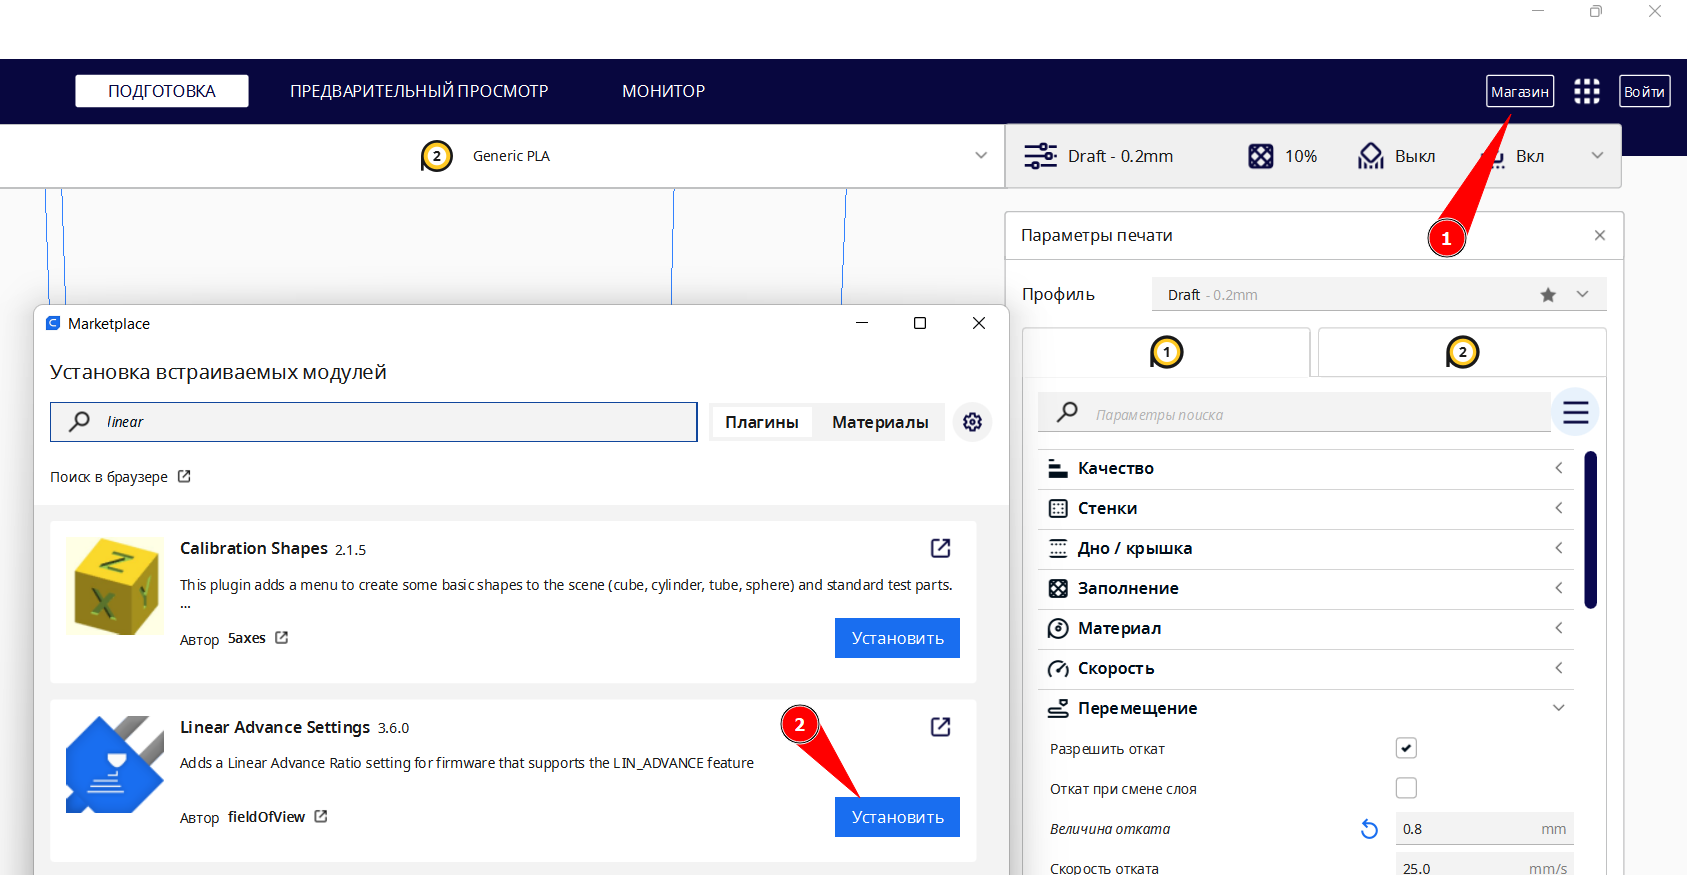 ПОДГОТОВКА
ПРЕДВАРИТЕЛЬНЫЙ ПРОСМОТР
МОНИТОР
Магазин
Войти
2
Generic PLA
Draft - 0.2mm
10%
Выкл
Вкл
1
Параметры печати
Профиль
Draft - 0.2mm
1
2
Параметры поиска
Качество
Стенки
Дно / крышка
Заполнение
Материал
Скорость
Перемещение
Разрешить откат
Откат при смене слоя
Величина отката
0.8 mm
Скорость отката
25.0 mm/s
Marketplace
Установка встраиваемых модулей
linear
Плагины
Материалы
Поиск в браузере
Z
X
Y
Calibration Shapes 2.1.5
This plugin adds a menu to create some basic shapes to the scene (cube, cylinder, tube, sphere) and standard test parts.
...
Автор 5axes
Установить
Linear Advance Settings 3.6.0
2
Adds a Linear Advance Ratio setting for firmware that supports the LIN_ADVANCE feature
Автор fieldOfView
Установить